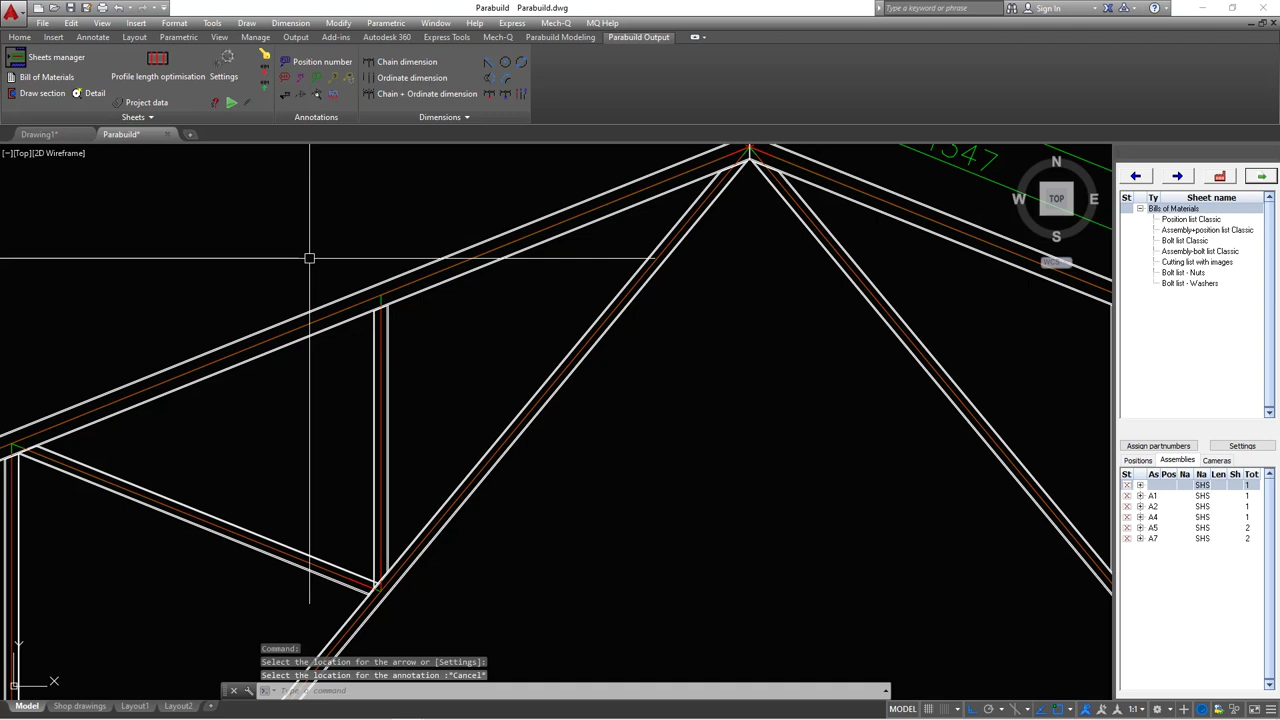 Parabuild Parabuild.dwg
Type a keyword or phrase
Sign In
File Edit View Insert Format Tools Draw Dimension Modify Parametric Window Help Express Mech-Q MQ Help
Home Insert Annotate Layout Parametric View Manage Output Add-ins Autodesk 360 Express Tools Mech-Q Parabuild Modeling Parabuild Output
Sheets manager
Bill of Materials
Draw section Detail
Profile length optimisation
Settings
Project data
Position number
Chain dimension
Ordinate dimension
Chain + Ordinate dimension
Sheets
Annotations
Dimensions
Drawing1*
Parabuild*
[−][Top][2D Wireframe]
1347
N
W TOP E
S
WCS
St Ty Sheet name
Bills of Materials
Position list Classic
Assembly+position list Classic
Bolt list Classic
Assembly-bolt list Classic
Cutting list with images
Bolt list - Nuts
Bolt list - Washers
Assign partnumbers Settings
Positions Assemblies Cameras
St As Pos Na Na Len Sh Tot
SHS 1
A1 SHS 1
A2 SHS 1
A4 SHS 1
A5 SHS 2
A7 SHS 2
Command:
Select the location for the arrow or [Settings]:
Select the location for the annotation :*Cancel*
Type a command
Model Shop drawings Layout1 Layout2 +
MODEL
1:1